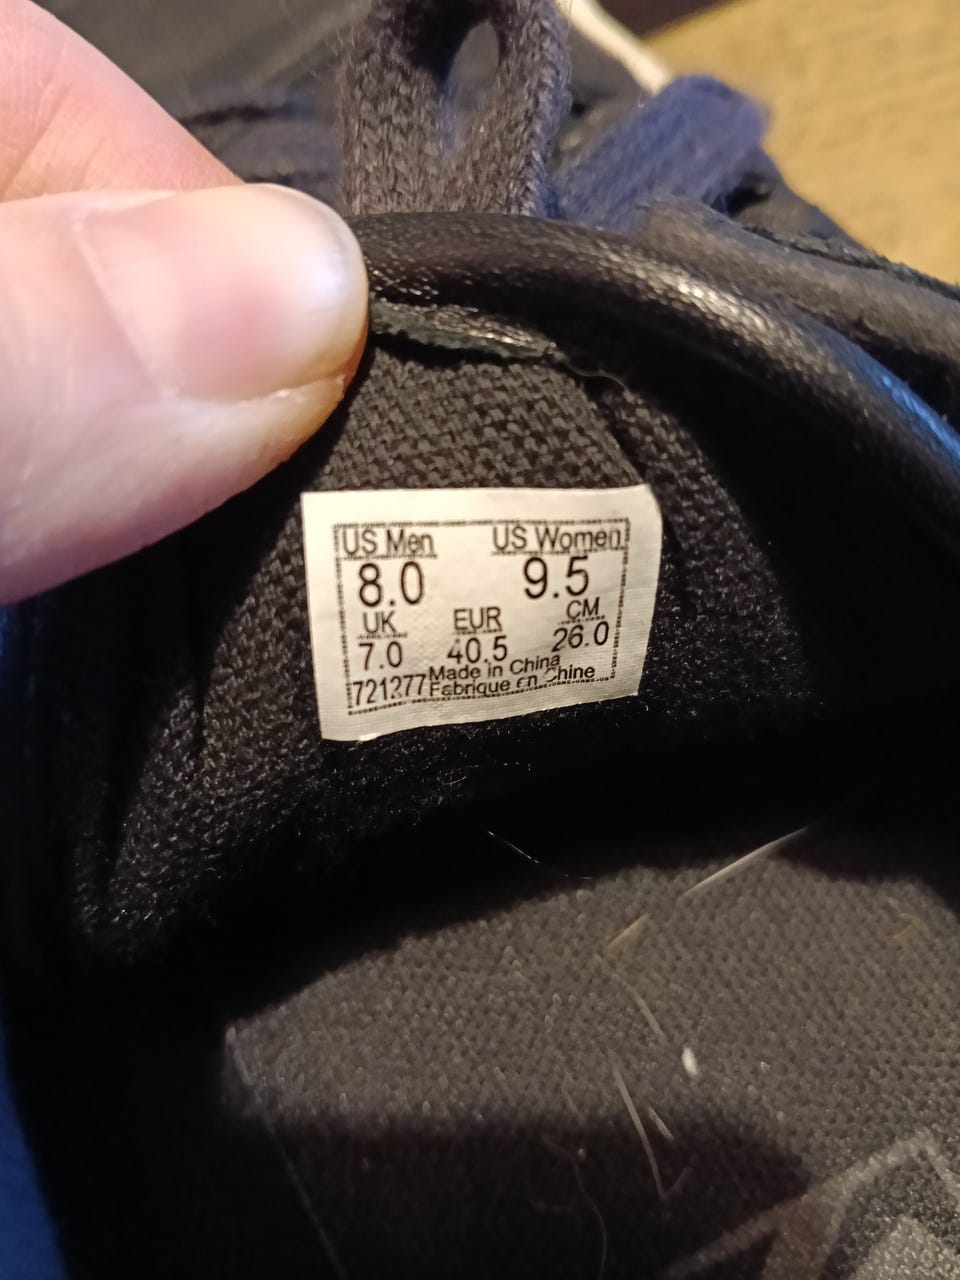 US Men US Women
8.0 9.5
UK EUR CM
7.0 40.5 26.0
Made in China
721277 Fabrique en Chine